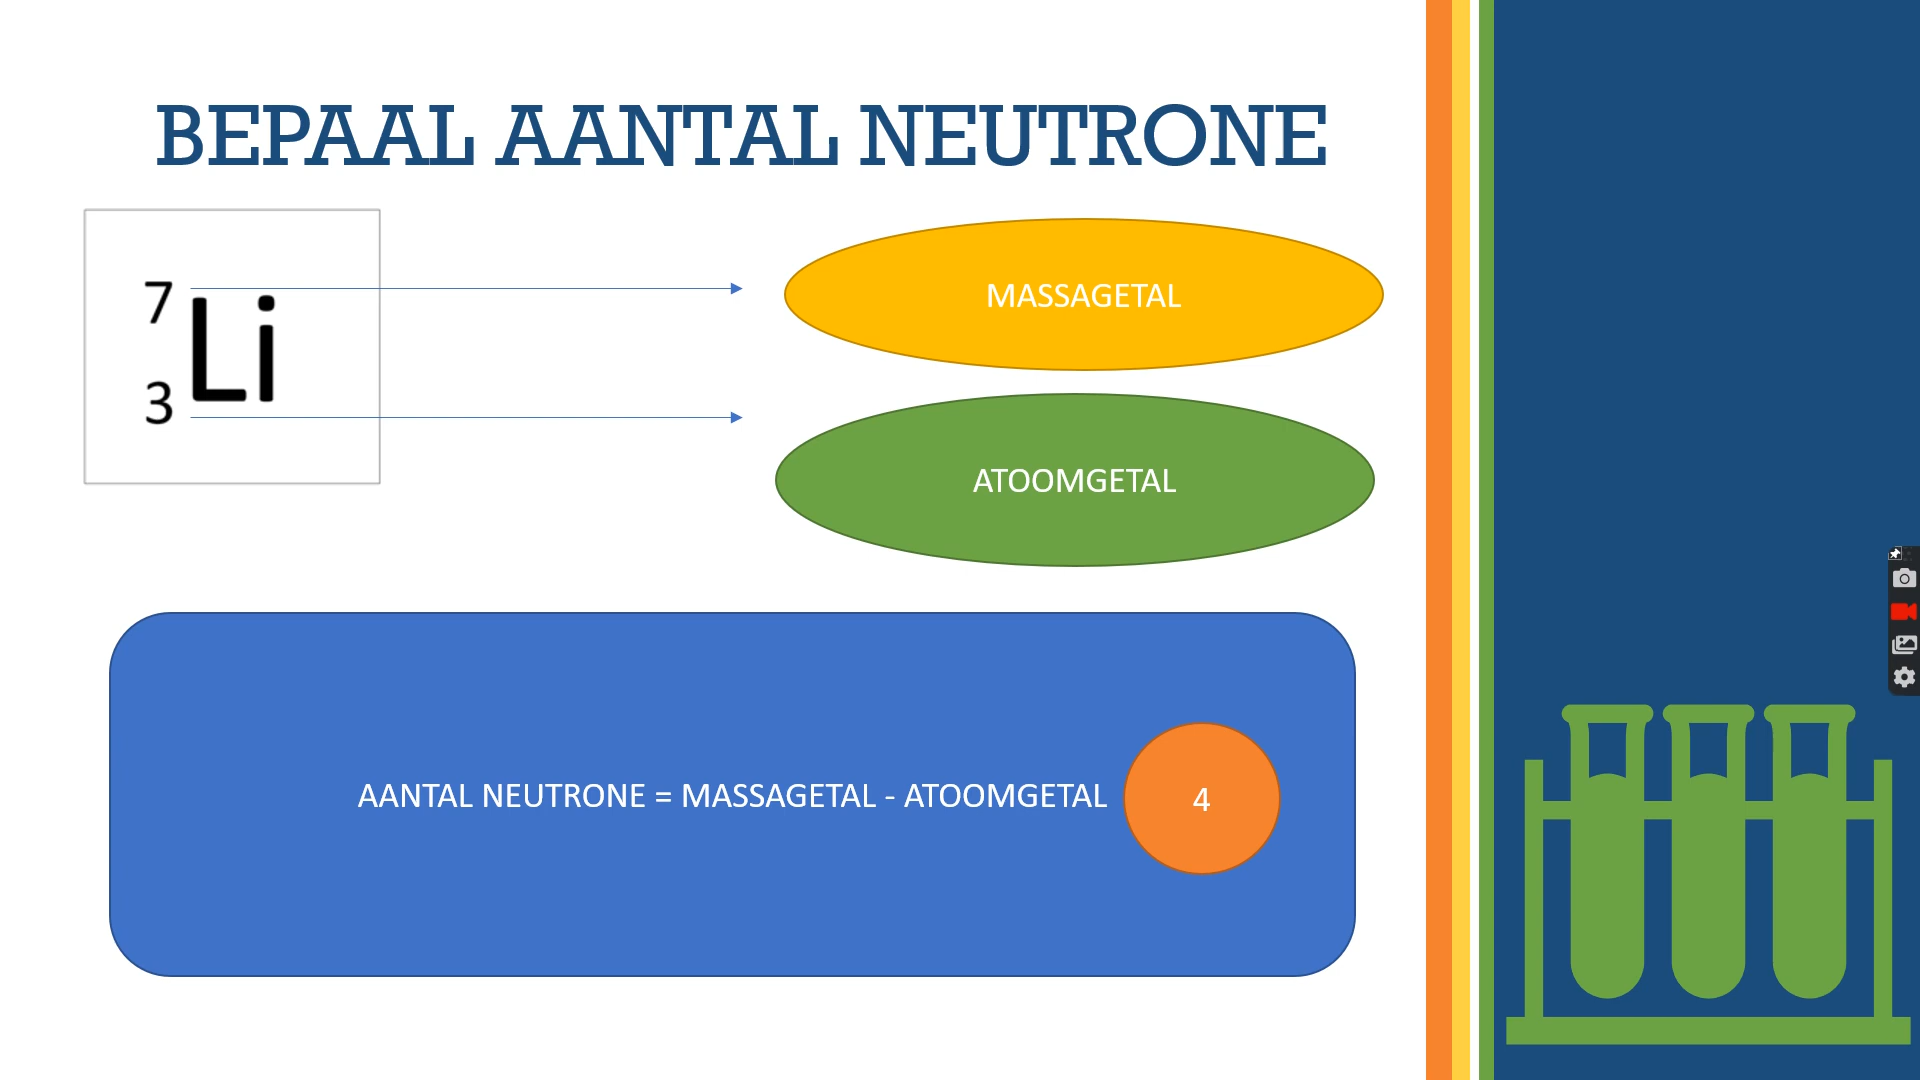 BEPAAL AANTAL NEUTRONE
7
Li
3
MASSAGETAL
ATOOMGETAL
AANTAL NEUTRONE = MASSAGETAL - ATOOMGETAL
4